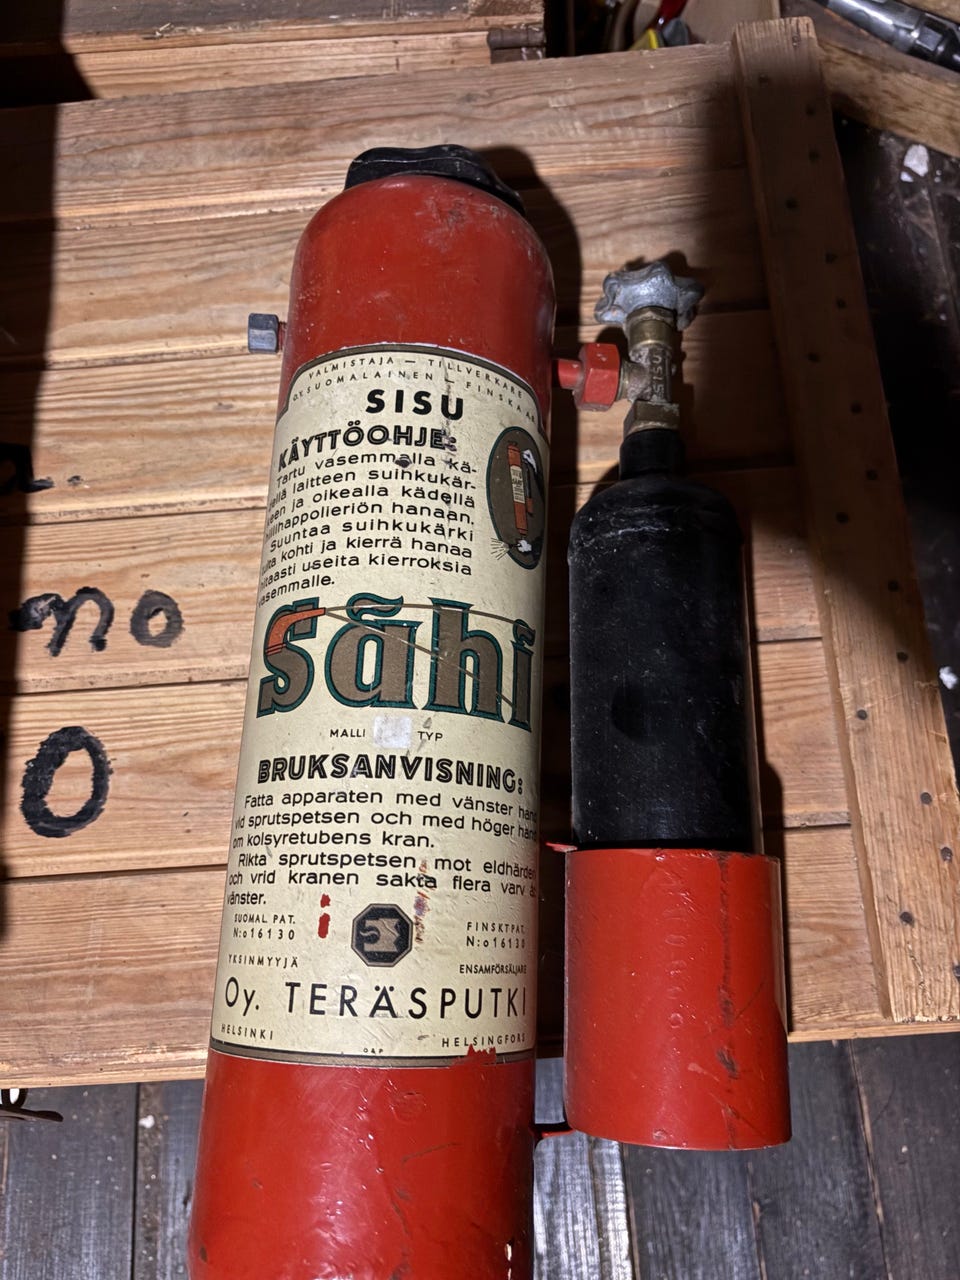 VALMISTAJA — TILLVERKARE
O.Y. SUOMALAINEN — FINSKA
SISU
KÄYTTÖOHJE:
Tartu vasemmalla kä-
dellä laitteen suihkukär-
keen ja oikealla kädellä
hiilihappolieriön hanaan.
Suuntaa suihkukärki
tulta kohti ja kierrä hanaa
hitaasti useita kierroksia
vasemmalle.
Sähi
MALLI TYP
BRUKSANVISNING:
Fatta apparaten med vänster hand
vid sprutspetsen och med höger hand
om kolsyretubens kran.
Rikta sprutspetsen mot eldhärden
och vrid kranen sakta flera varv åt
vänster.
SUOMAL. PAT.
N:o 16130
FINSKT PAT.
N:o 16130
YKSINMYYJÄ
ENSAMFÖRSÄLJARE
Oy. TERÄSPUTKI
HELSINKI
HELSINGFORS
O&P
SISU
mo
O